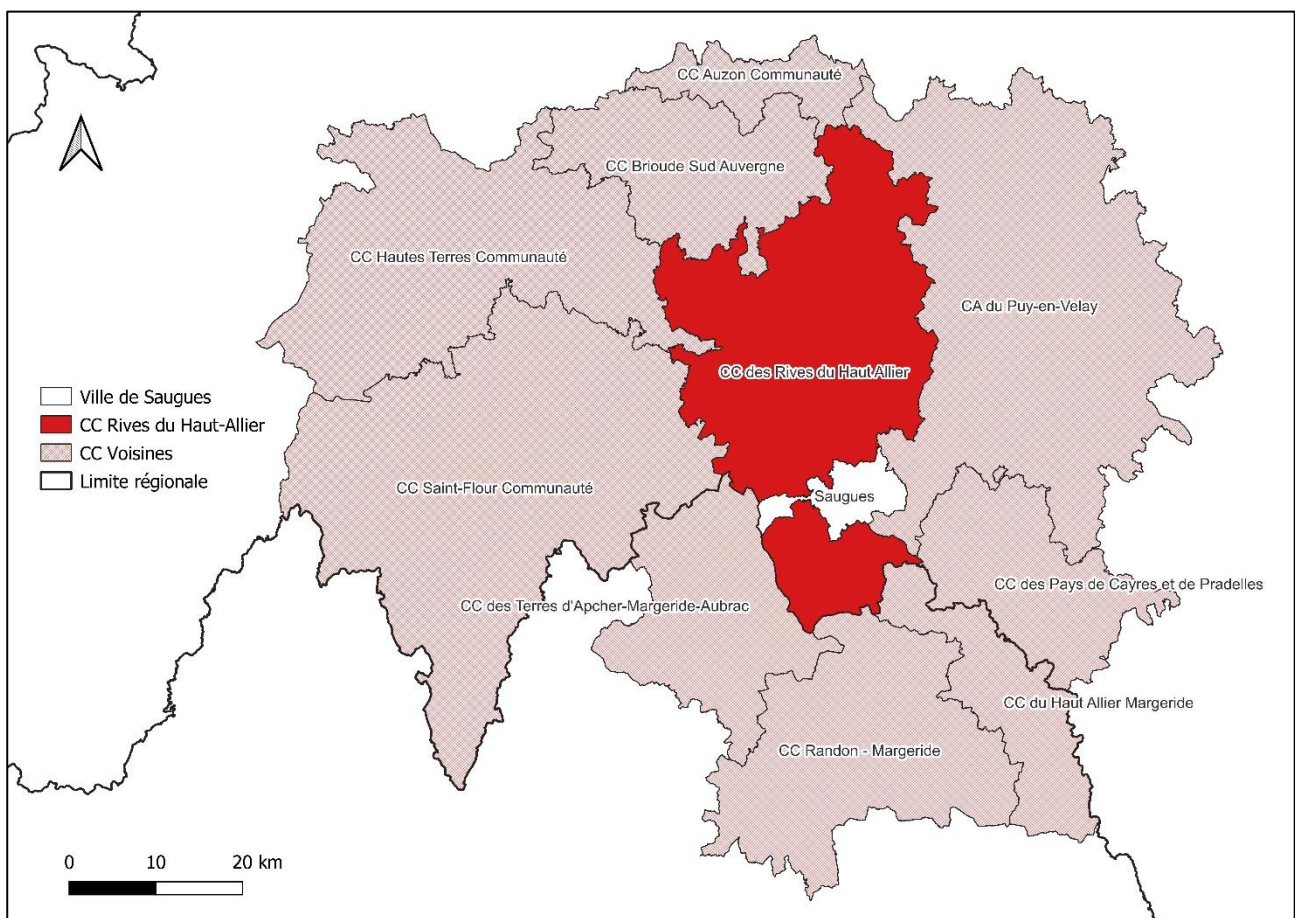 CC Auzon Communauté
CC Brioude Sud Auvergne
CC Hautes Terres Communauté
CA du Puy-en-Velay
CC des Rives du Haut Allier
Ville de Saugues
CC Rives du Haut-Allier
CC Voisines
Limite régionale
CC Saint-Flour Communauté
Saugues
CC des Pays de Cayres et de Pradelles
CC des Terres d'Apcher-Margeride-Aubrac
CC du Haut Allier Margeride
CC Randon - Margeride
0 10 20 km